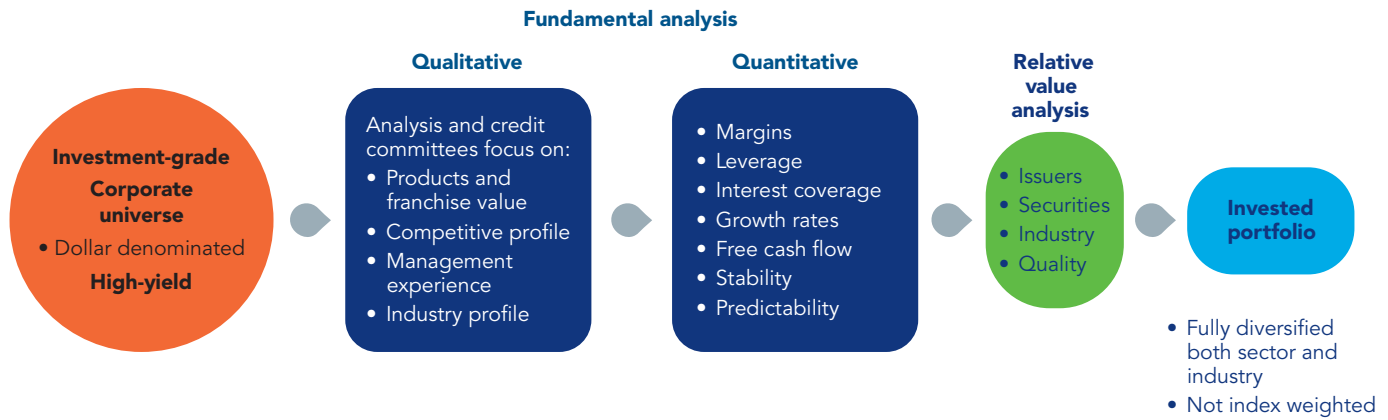 Fundamental analysis
Qualitative
Quantitative
Relative
value
analysis
Investment-grade
Corporate
universe
• Dollar denominated
High-yield
Analysis and credit
committees focus on:
• Products and
franchise value
• Competitive profile
• Management
experience
• Industry profile
• Margins
• Leverage
• Interest coverage
• Growth rates
• Free cash flow
• Stability
• Predictability
• Issuers
• Securities
• Industry
• Quality
Invested
portfolio
• Fully diversified
both sector and
industry
• Not index weighted